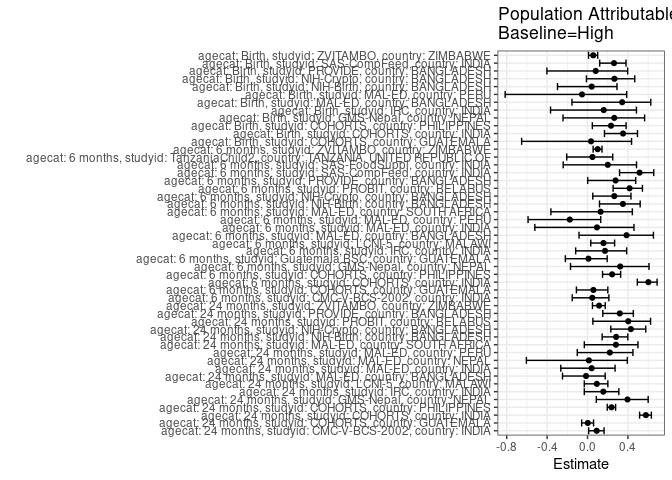 Population Attributable
Baseline=High
agecat: Birth, studyid: ZVITAMBO, country: ZIMBABWE
agecat: Birth, studyid: SAS-CompFeed, country: INDIA
agecat: Birth, studyid: PROVIDE, country: BANGLADESH
agecat: Birth, studyid: NIH-Crypto, country: BANGLADESH
agecat: Birth, studyid: NIH-Birth, country: BANGLADESH
agecat: Birth, studyid: MAL-ED, country: PERU
agecat: Birth, studyid: MAL-ED, country: BANGLADESH
agecat: Birth, studyid: IRC, country: INDIA
agecat: Birth, studyid: GMS-Nepal, country: NEPAL
agecat: Birth, studyid: COHORTS, country: PHILIPPINES
agecat: Birth, studyid: COHORTS, country: INDIA
agecat: Birth, studyid: COHORTS, country: GUATEMALA
agecat: 6 months, studyid: ZVITAMBO, country: ZIMBABWE
agecat: 6 months, studyid: TanzaniaChild2, country: TANZANIA, UNITED REPUBLIC OF
agecat: 6 months, studyid: SAS-FoodSuppl, country: INDIA
agecat: 6 months, studyid: SAS-CompFeed, country: INDIA
agecat: 6 months, studyid: PROVIDE, country: BANGLADESH
agecat: 6 months, studyid: PROBIT, country: BELARUS
agecat: 6 months, studyid: NIH-Crypto, country: BANGLADESH
agecat: 6 months, studyid: NIH-Birth, country: BANGLADESH
agecat: 6 months, studyid: MAL-ED, country: SOUTH AFRICA
agecat: 6 months, studyid: MAL-ED, country: PERU
agecat: 6 months, studyid: MAL-ED, country: INDIA
agecat: 6 months, studyid: MAL-ED, country: BANGLADESH
agecat: 6 months, studyid: LCNI-5, country: MALAWI
agecat: 6 months, studyid: IRC, country: INDIA
agecat: 6 months, studyid: Guatemala BSC, country: GUATEMALA
agecat: 6 months, studyid: GMS-Nepal, country: NEPAL
agecat: 6 months, studyid: COHORTS, country: PHILIPPINES
agecat: 6 months, studyid: COHORTS, country: INDIA
agecat: 6 months, studyid: COHORTS, country: GUATEMALA
agecat: 6 months, studyid: CMC-V-BCS-2002, country: INDIA
agecat: 24 months, studyid: ZVITAMBO, country: ZIMBABWE
agecat: 24 months, studyid: PROVIDE, country: BANGLADESH
agecat: 24 months, studyid: PROBIT, country: BELARUS
agecat: 24 months, studyid: NIH-Crypto, country: BANGLADESH
agecat: 24 months, studyid: NIH-Birth, country: BANGLADESH
agecat: 24 months, studyid: MAL-ED, country: SOUTH AFRICA
agecat: 24 months, studyid: MAL-ED, country: PERU
agecat: 24 months, studyid: MAL-ED, country: NEPAL
agecat: 24 months, studyid: MAL-ED, country: INDIA
agecat: 24 months, studyid: MAL-ED, country: BANGLADESH
agecat: 24 months, studyid: LCNI-5, country: MALAWI
agecat: 24 months, studyid: IRC, country: INDIA
agecat: 24 months, studyid: GMS-Nepal, country: NEPAL
agecat: 24 months, studyid: COHORTS, country: PHILIPPINES
agecat: 24 months, studyid: COHORTS, country: INDIA
agecat: 24 months, studyid: COHORTS, country: GUATEMALA
agecat: 24 months, studyid: CMC-V-BCS-2002, country: INDIA
-0.8 -0.4 0.0 0.4
Estimate